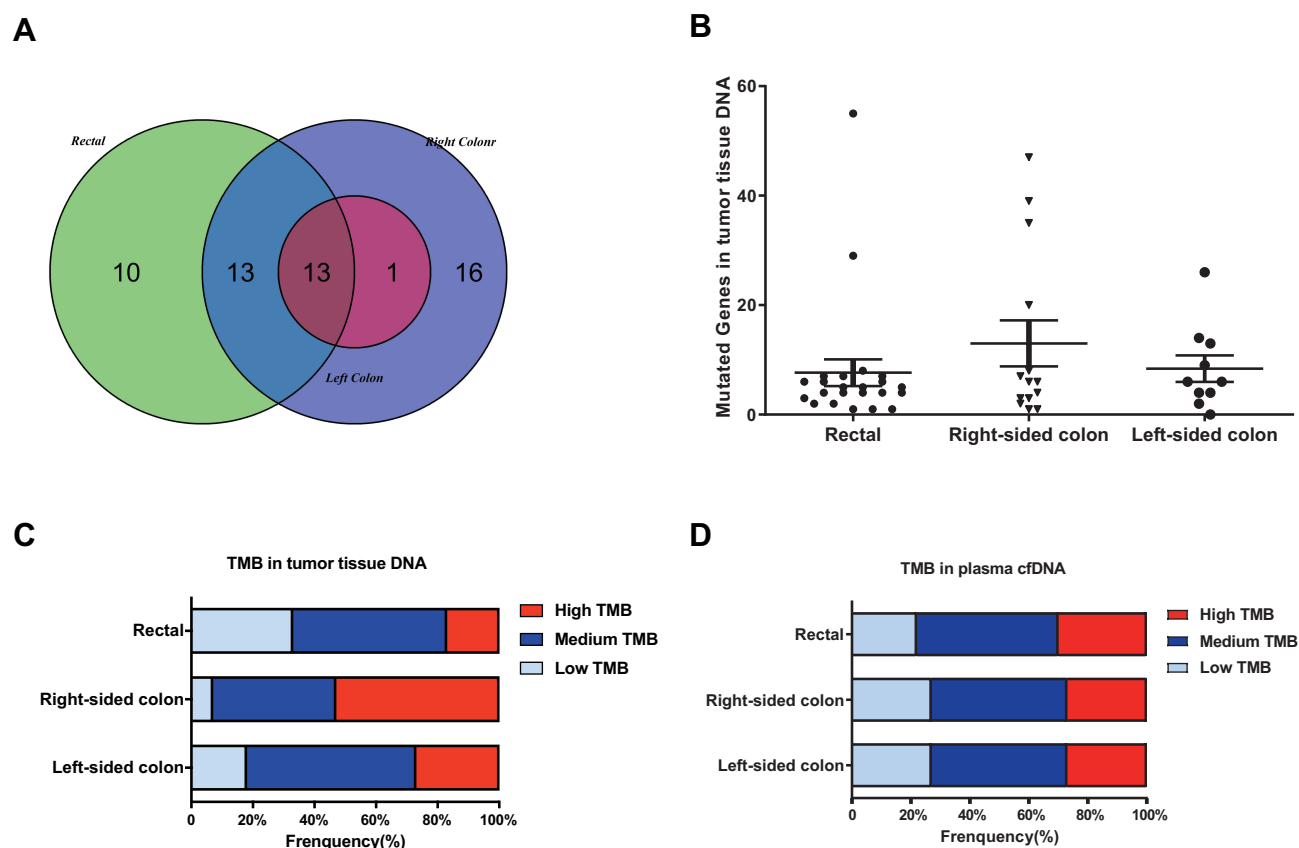 A
Rectal
Right Colonr
10
13
13
1
16
Left Colon
B
Mutated Genes in tumor tissue DNA
60
40
20
0
Rectal
Right-sided colon
Left-sided colon
C
TMB in tumor tissue DNA
Rectal
Right-sided colon
Left-sided colon
0
20%
40%
60%
80%
100%
Frenquency(%)
High TMB
Medium TMB
Low TMB
D
TMB in plasma cfDNA
Rectal
Right-sided colon
Left-sided colon
0
20%
40%
60%
80%
100%
Frenquency(%)
High TMB
Medium TMB
Low TMB